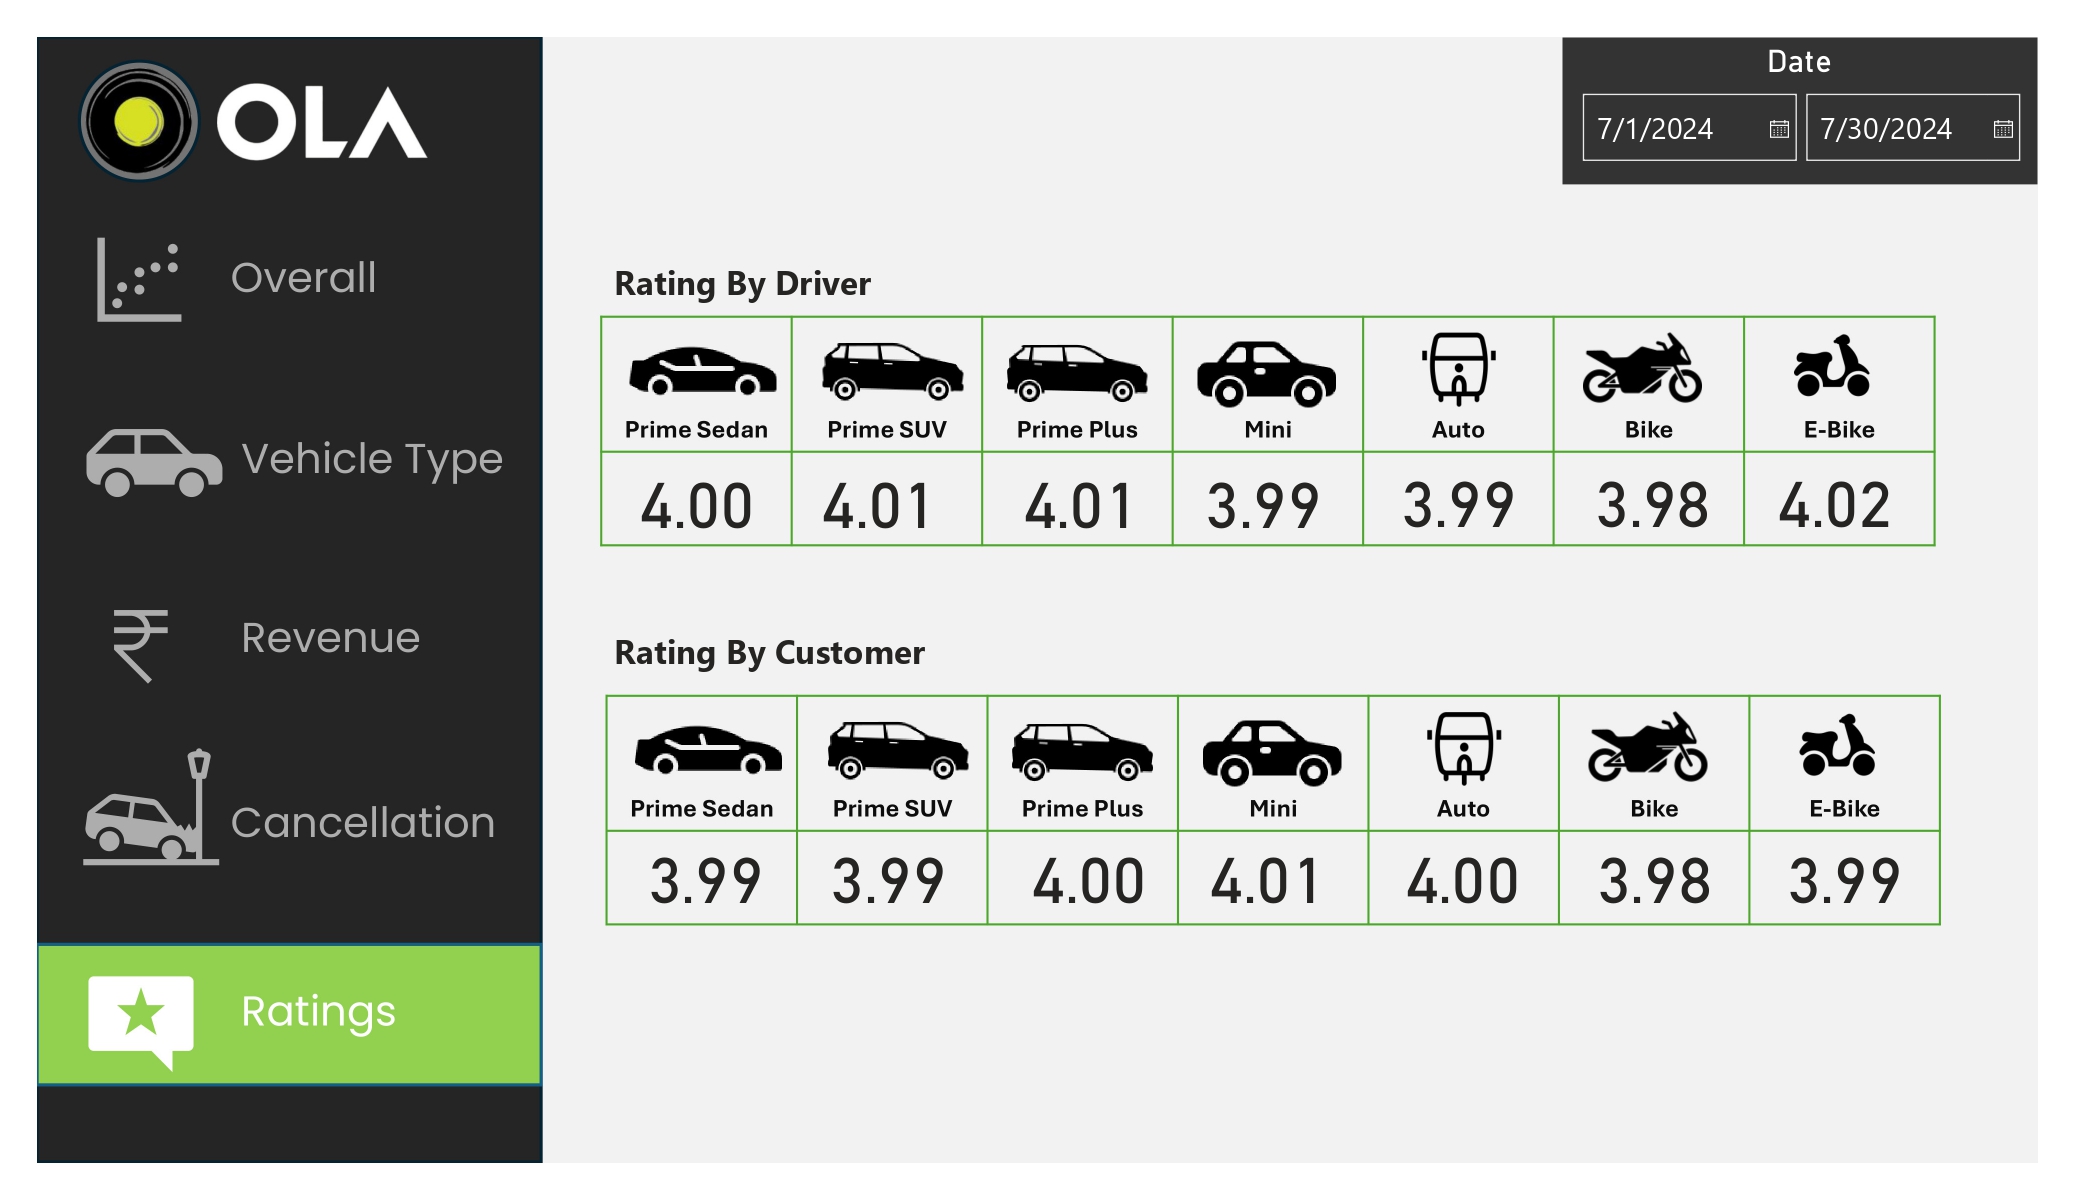 OLA
Date
7/1/2024 7/30/2024
Overall
Vehicle Type
Revenue
Cancellation
Ratings
Rating By Driver
Prime Sedan Prime SUV Prime Plus Mini Auto Bike E-Bike
4.00 4.01 4.01 3.99 3.99 3.98 4.02
Rating By Customer
Prime Sedan Prime SUV Prime Plus Mini Auto Bike E-Bike
3.99 3.99 4.00 4.01 4.00 3.98 3.99